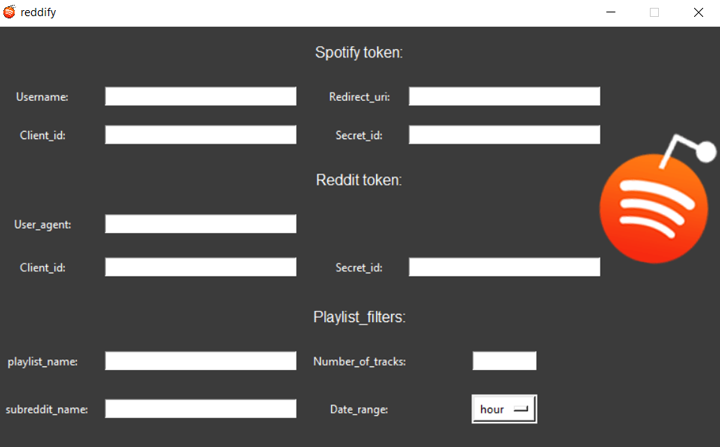 reddify
Spotify token:
Username: Redirect_uri:
Client_id: Secret_id:
Reddit token:
User_agent:
Client_id: Secret_id:
Playlist_filters:
playlist_name: Number_of_tracks:
subreddit_name: Date_range: hour